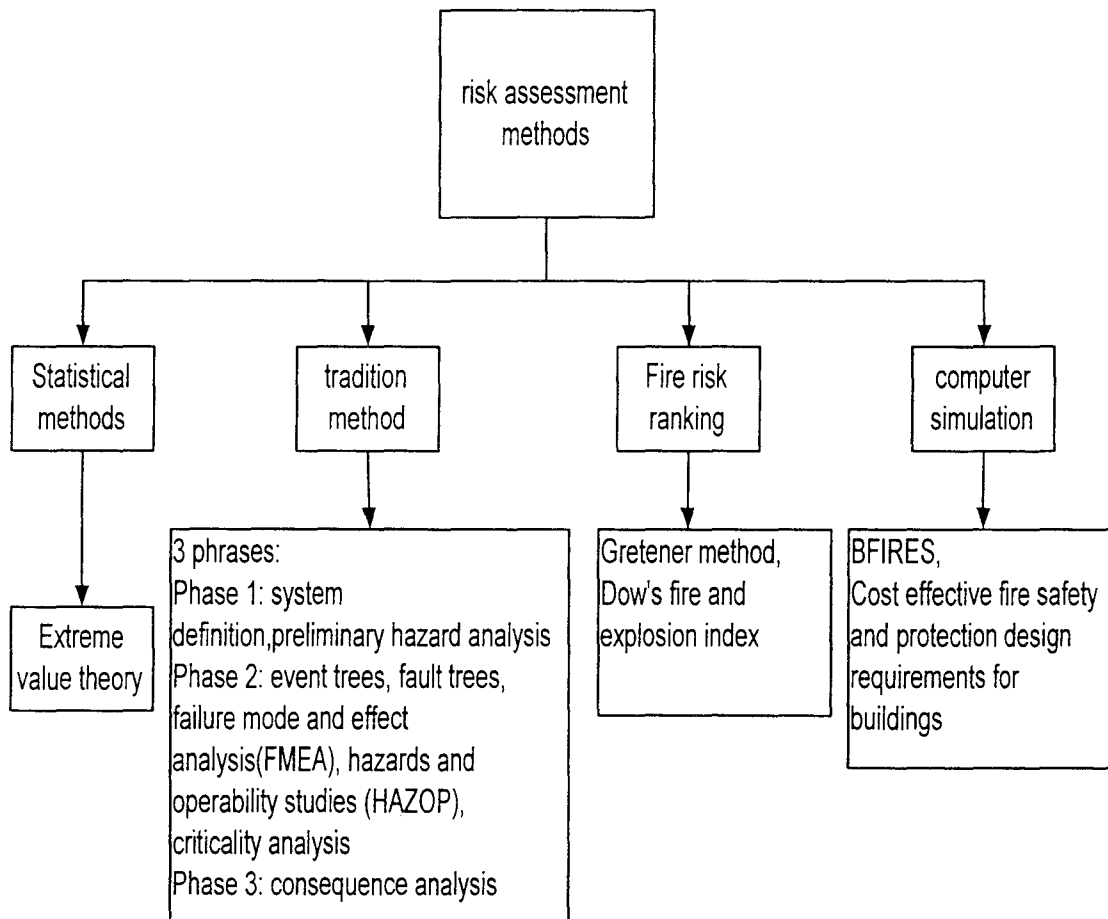 risk assessment
methods
Statistical
methods
tradition
method
Fire risk
ranking
computer
simulation
Extreme
value theory
3 phrases:
Phase 1: system
definition,preliminary hazard analysis
Phase 2: event trees, fault trees,
failure mode and effect
analysis(FMEA), hazards and
operability studies (HAZOP),
criticality analysis
Phase 3: consequence analysis
Gretener method,
Dow's fire and
explosion index
BFIRES,
Cost effective fire safety
and protection design
requirements for
buildings